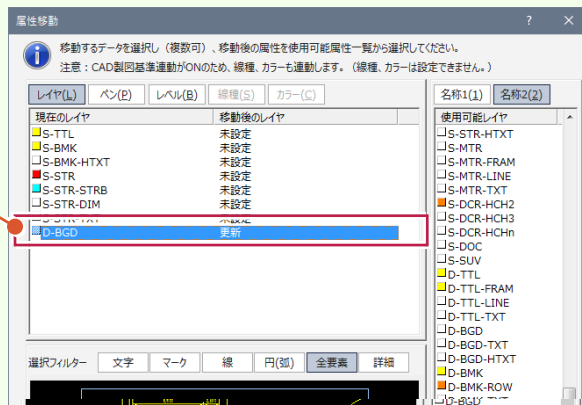 属性移動
? ×
移動するデータを選択し（複数可）、移動後の属性を使用可能属性一覧から選択してください。
注意：CAD製図基準連動がONのため、線種、カラーも連動します。（線種、カラーは設定できません。）
レイヤ(L) ペン(P) レベル(B) 線種(S) カラー(C)
名称1(1) 名称2(2)
現在のレイヤ 移動後のレイヤ
S-TTL 未設定
S-BMK 未設定
S-BMK-HTXT 未設定
S-STR 未設定
S-STR-STRB 未設定
S-STR-DIM 未設定
S-STR-TXT 未設定
D-BGD 更新
使用可能レイヤ
S-STR-HTXT
S-MTR
S-MTR-FRAM
S-MTR-LINE
S-MTR-TXT
S-DCR-HCH2
S-DCR-HCH3
S-DCR-HCHn
S-DOC
S-SUV
D-TTL
D-TTL-FRAM
D-TTL-LINE
D-TTL-TXT
D-BGD
D-BGD-TXT
D-BGD-HTXT
D-BMK
D-BMK-ROW
選択フィルター 文字 マーク 線 円(弧) 全要素 詳細